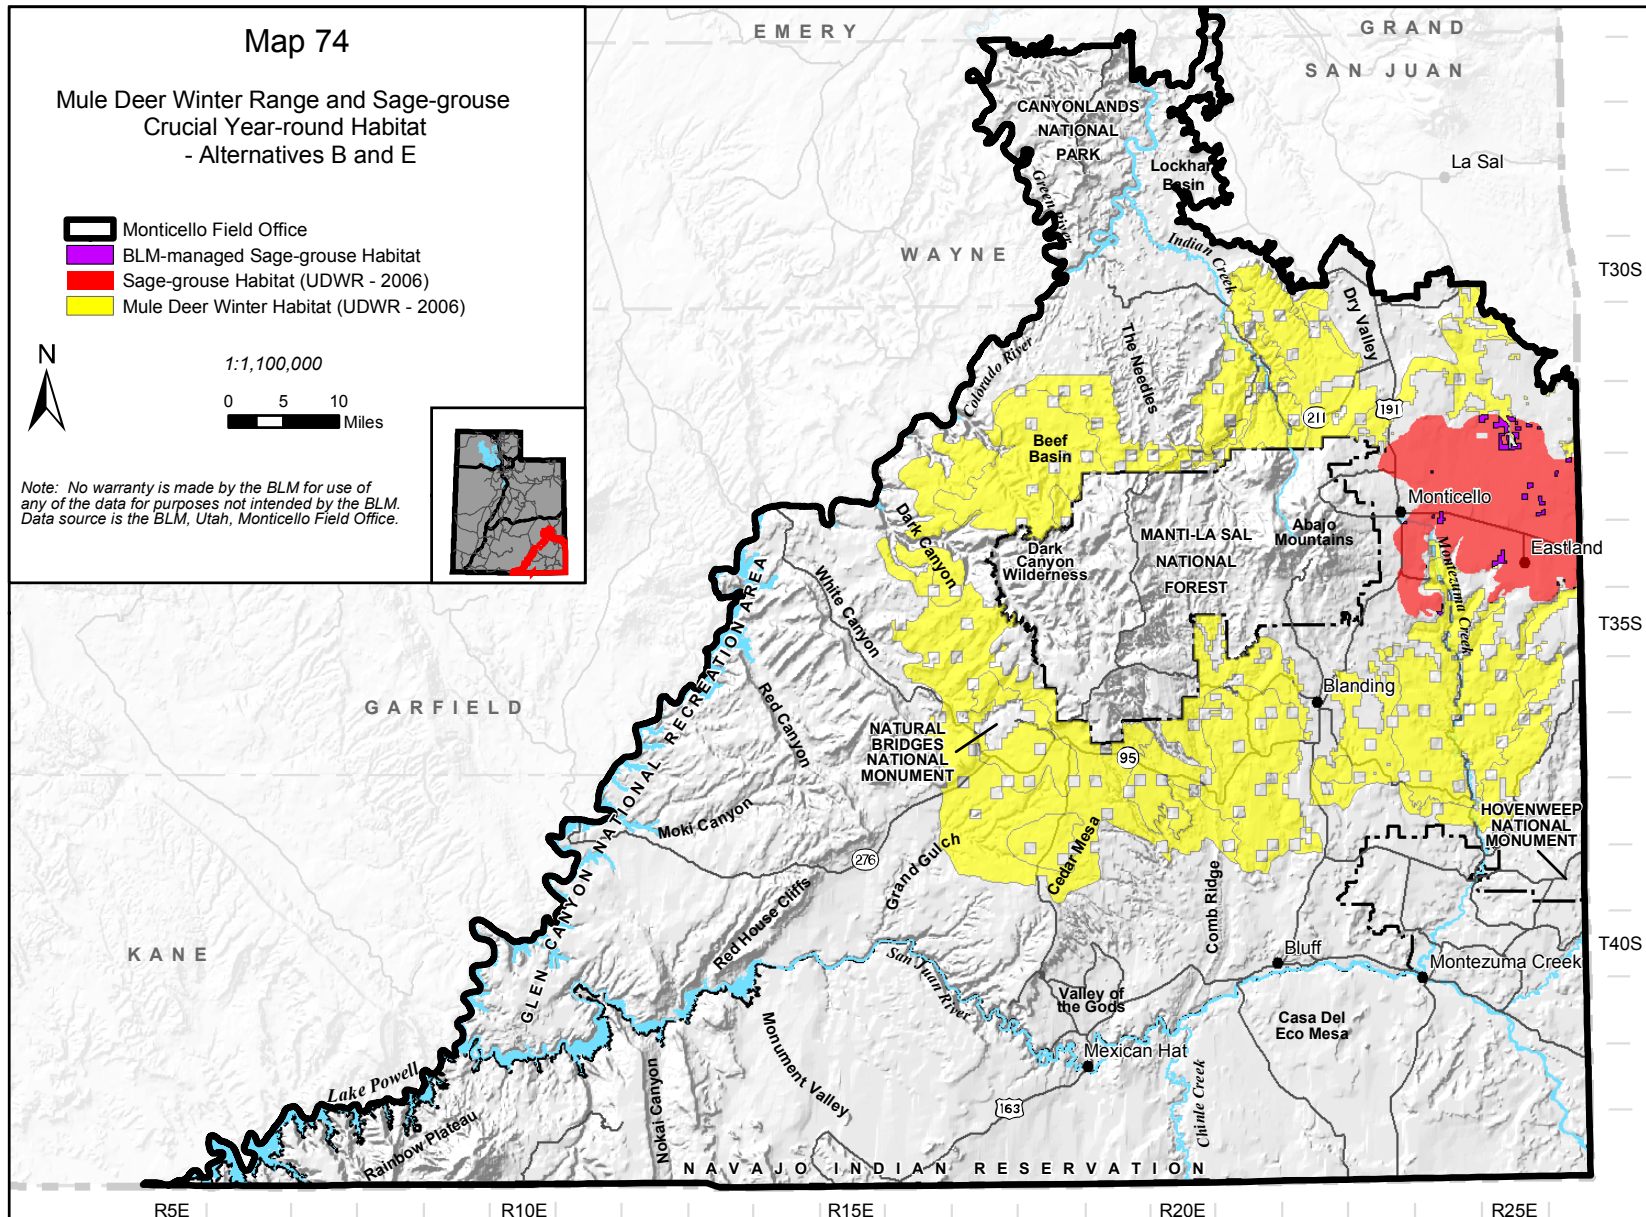 Map 74
Mule Deer Winter Range and Sage-grouse
Crucial Year-round Habitat
- Alternatives B and E
Monticello Field Office
BLM-managed Sage-grouse Habitat
Sage-grouse Habitat (UDWR - 2006)
Mule Deer Winter Habitat (UDWR - 2006)
N
1:1,100,000
0 5 10
Miles
Note: No warranty is made by the BLM for use of
any of the data for purposes not intended by the BLM.
Data source is the BLM, Utah, Monticello Field Office.
EMERY
GRAND
SAN JUAN
CANYONLANDS
NATIONAL
PARK
La Sal
Lockhar
Basin
Green River
Indian Creek
WAYNE
T30S
Dry Valley
The Needles
Colorado River
191
211
Beef
Basin
Monticello
Dark Canyon
Abajo
Mountains
MANTI-LA SAL
NATIONAL
FOREST
Dark
Canyon
Wilderness
Eastland
Montezuma Creek
White Canyon
T35S
Red Canyon
Blanding
GARFIELD
NATURAL
BRIDGES
NATIONAL
MONUMENT
95
GLEN CANYON NATIONAL RECREATION AREA
Moki Canyon
HOVENWEEP
NATIONAL
MONUMENT
276
Grand Gulch
Cedar Mesa
Red House Cliffs
Comb Ridge
KANE
T40S
Bluff
San Juan River
Montezuma Creek
Valley of
the Gods
Casa Del
Eco Mesa
Mexican Hat
Monument Valley
Lake Powell
Nokai Canyon
163
Chinle Creek
Rainbow Plateau
NAVAJO INDIAN RESERVATION
R5E R10E R15E R20E R25E